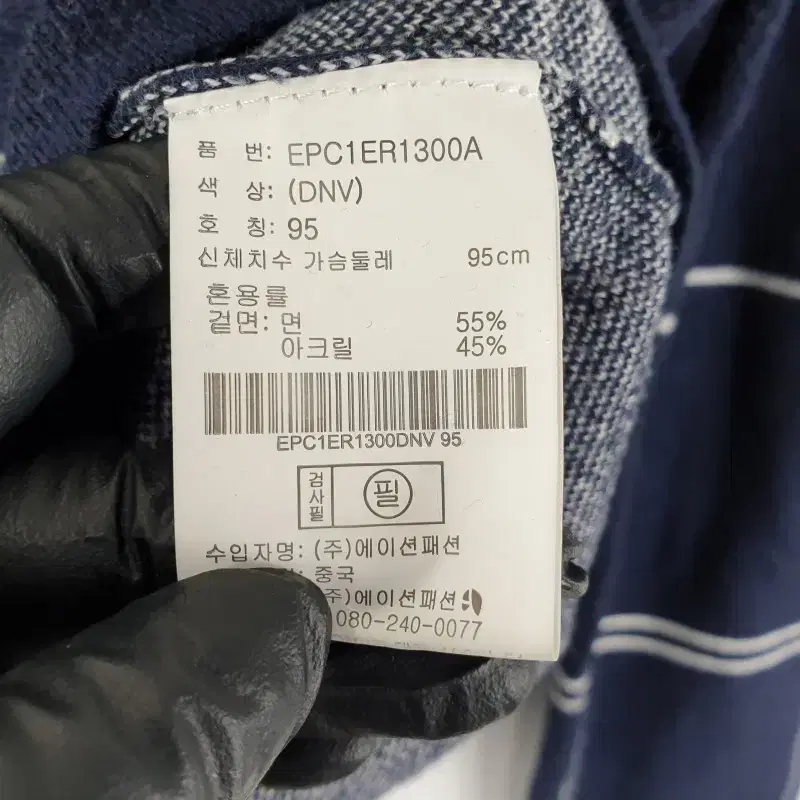 품 번: EPC1ER1300A
색 상: (DNV)
호 칭: 95
신체치수 가슴둘레 95cm
혼용률
겉면: 면 55%
아크릴 45%
EPC1ER1300DNV 95
검사필 필
수입자명: (주)에이션패션
: 중국
주)에이션패션
080-240-0077